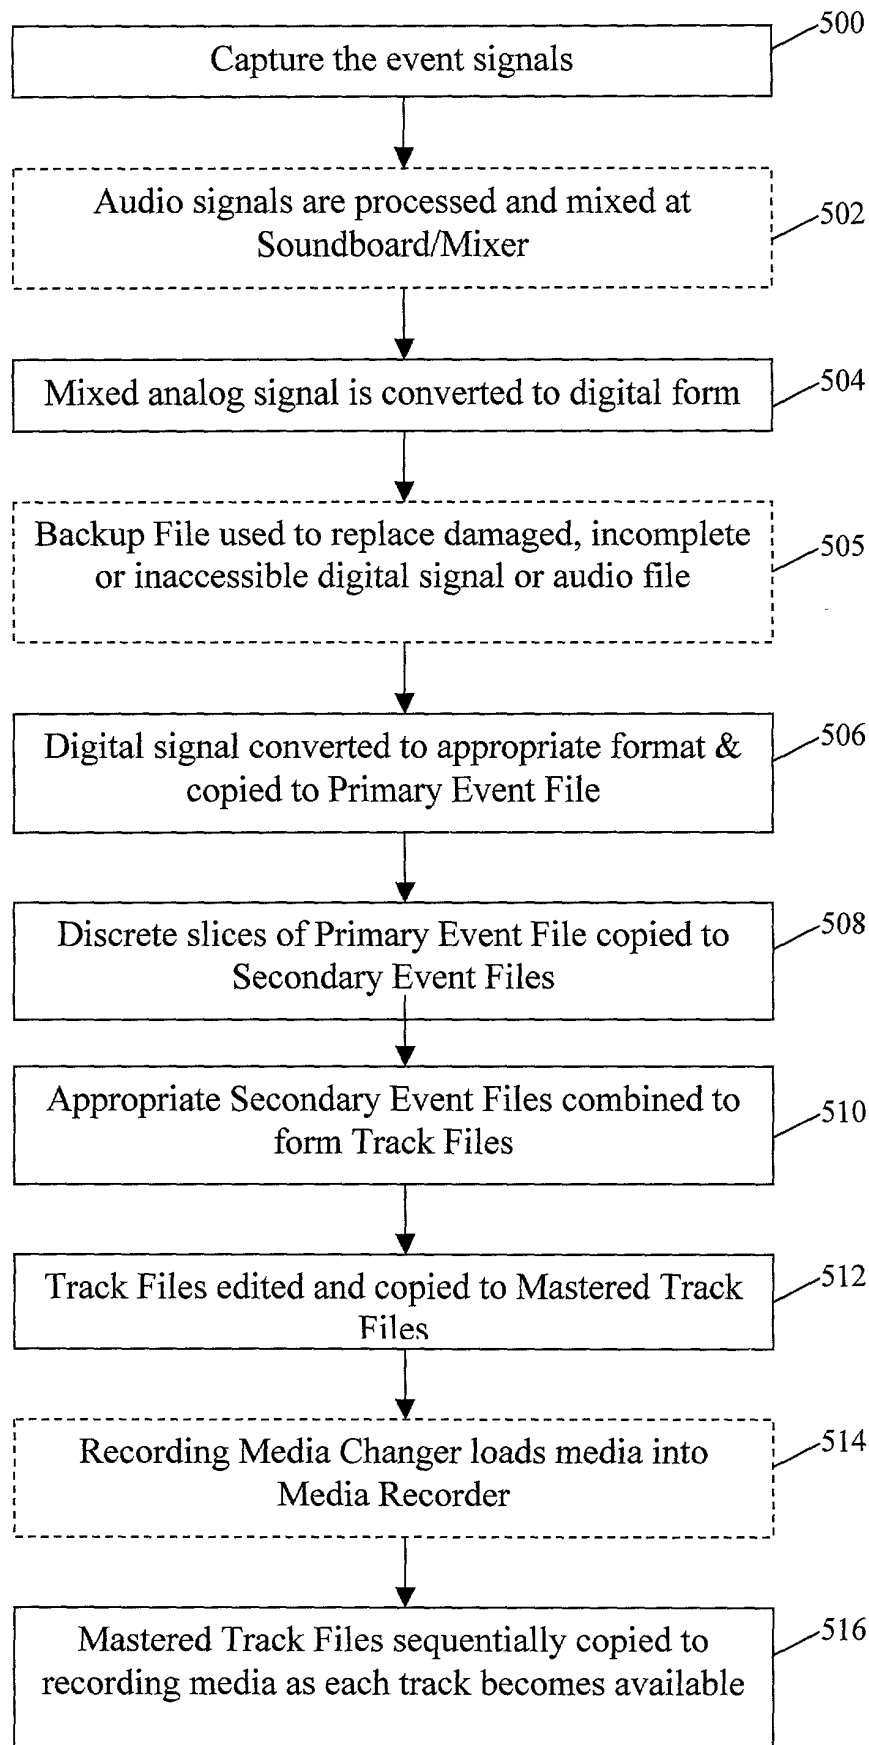 500
Capture the event signals
Audio signals are processed and mixed at
Soundboard/Mixer
502
Mixed analog signal is converted to digital form
504
Backup File used to replace damaged, incomplete
or inaccessible digital signal or audio file
505
Digital signal converted to appropriate format &
copied to Primary Event File
506
Discrete slices of Primary Event File copied to
Secondary Event Files
508
Appropriate Secondary Event Files combined to
form Track Files
510
Track Files edited and copied to Mastered Track
Files
512
Recording Media Changer loads media into
Media Recorder
514
Mastered Track Files sequentially copied to
recording media as each track becomes available
516